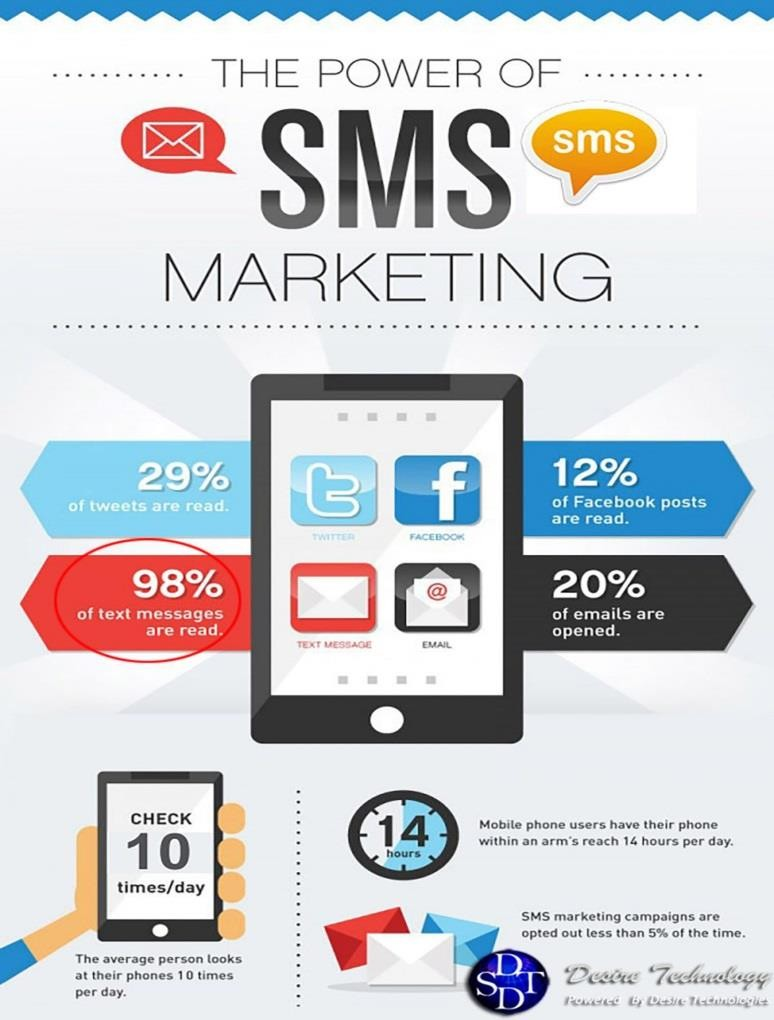 THE POWER OF
SMS
sms
MARKETING
29%
of tweets are read.
12%
of Facebook posts
are read.
TWITTER
FACEBOOK
98%
of text messages
are read.
20%
of emails are
opened.
@
TEXT MESSAGE
EMAIL
CHECK
10
times/day
The average person looks
at their phones 10 times
per day.
14
hours
Mobile phone users have their phone
within an arm's reach 14 hours per day.
SMS marketing campaigns are
opted out less than 5% of the time.
SDDT
Desire Technology
Powered By Desire Technologies